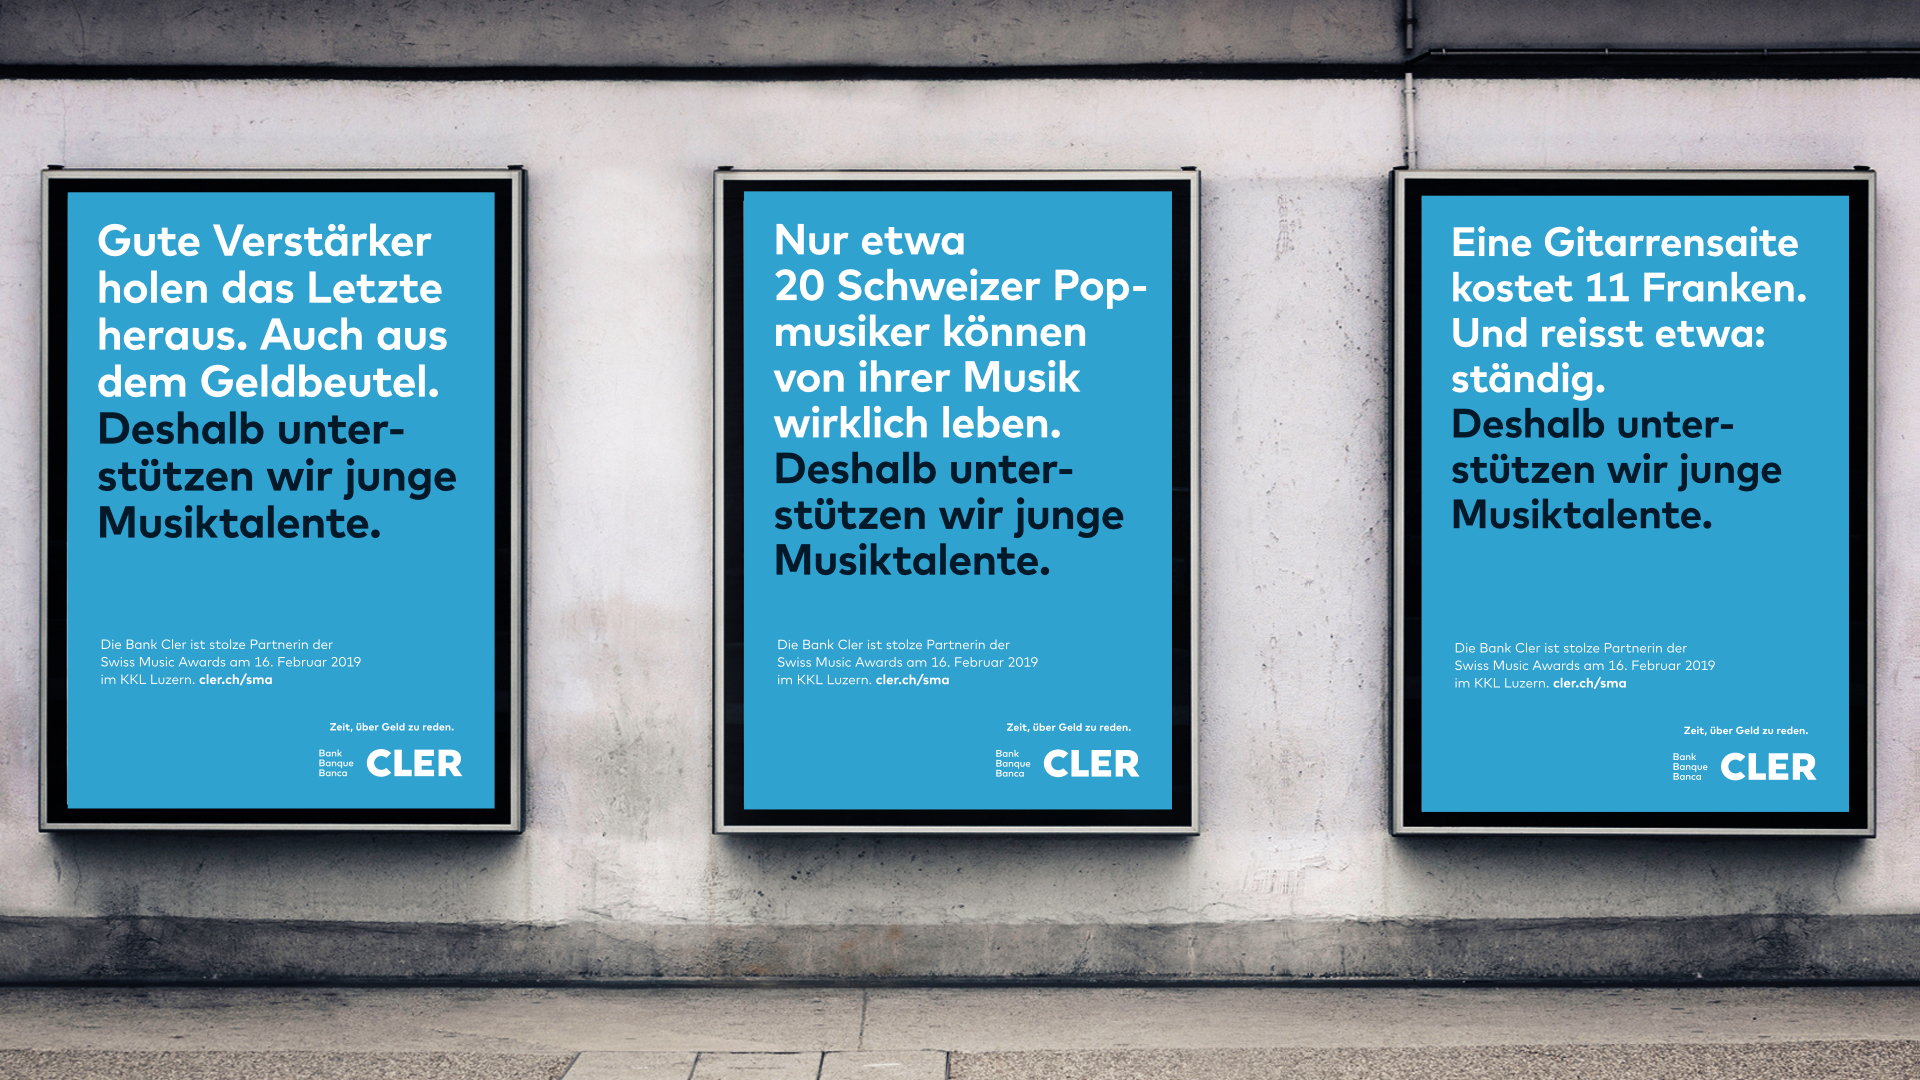 Gute Verstärker
holen das Letzte
heraus. Auch aus
dem Geldbeutel.
Deshalb unter-
stützen wir junge
Musiktalente.
Die Bank Cler ist stolze Partnerin der
Swiss Music Awards am 16. Februar 2019
im KKL Luzern. cler.ch/sma
Zeit, über Geld zu reden.
Bank
Banque
Banca
CLER
Nur etwa
20 Schweizer Pop-
musiker können
von ihrer Musik
wirklich leben.
Deshalb unter-
stützen wir junge
Musiktalente.
Die Bank Cler ist stolze Partnerin der
Swiss Music Awards am 16. Februar 2019
im KKL Luzern. cler.ch/sma
Zeit, über Geld zu reden.
Bank
Banque
Banca
CLER
Eine Gitarrensaite
kostet 11 Franken.
Und reisst etwa:
ständig.
Deshalb unter-
stützen wir junge
Musiktalente.
Die Bank Cler ist stolze Partnerin der
Swiss Music Awards am 16. Februar 2019
im KKL Luzern. cler.ch/sma
Zeit, über Geld zu reden.
Bank
Banque
Banca
CLER